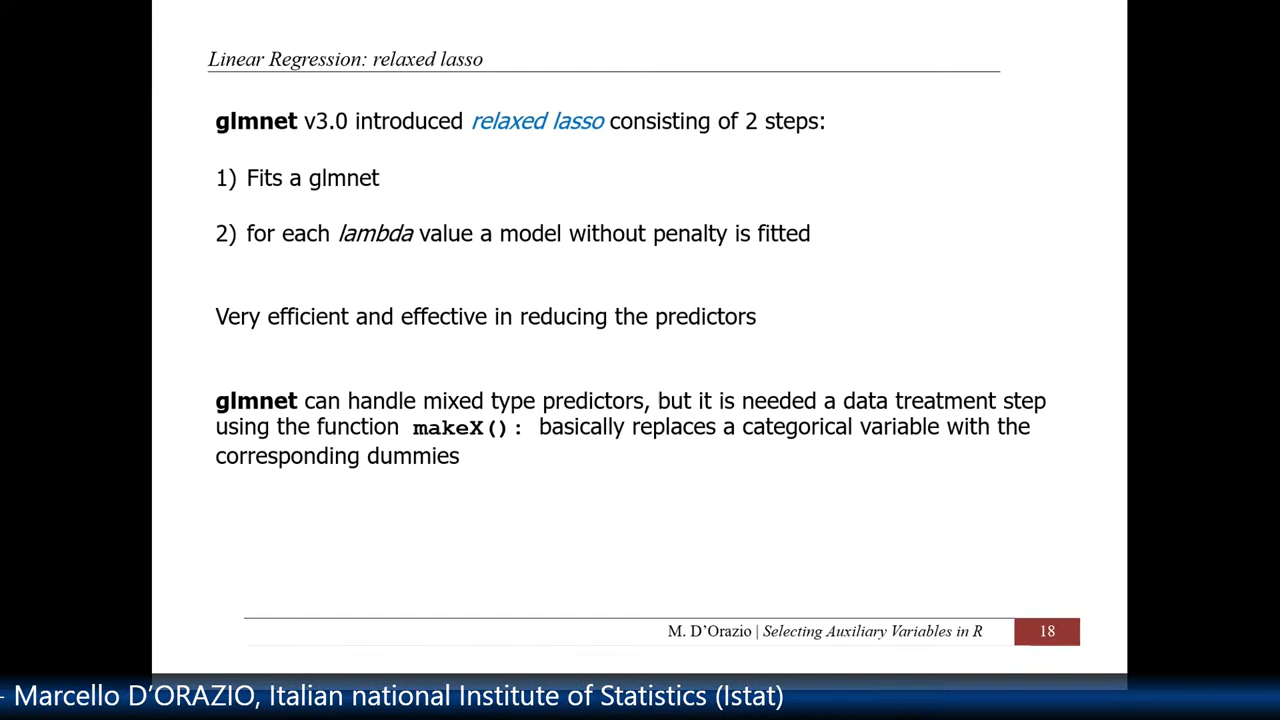 Linear Regression: relaxed lasso
glmnet v3.0 introduced relaxed lasso consisting of 2 steps:
1) Fits a glmnet
2) for each lambda value a model without penalty is fitted
Very efficient and effective in reducing the predictors
glmnet can handle mixed type predictors, but it is needed a data treatment step
using the function makeX(): basically replaces a categorical variable with the
corresponding dummies
M. D'Orazio | Selecting Auxiliary Variables in R 18
- Marcello D'ORAZIO, Italian national Institute of Statistics (Istat)